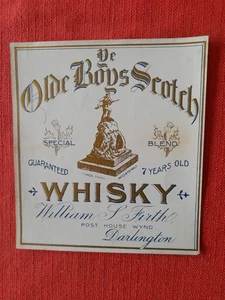 Ye
Olde Boys Scotch
SPECIAL BLEND
GUARANTEED 7 YEARS OLD
WHISKY
William S. Firth
POST HOUSE WYND
Darlington